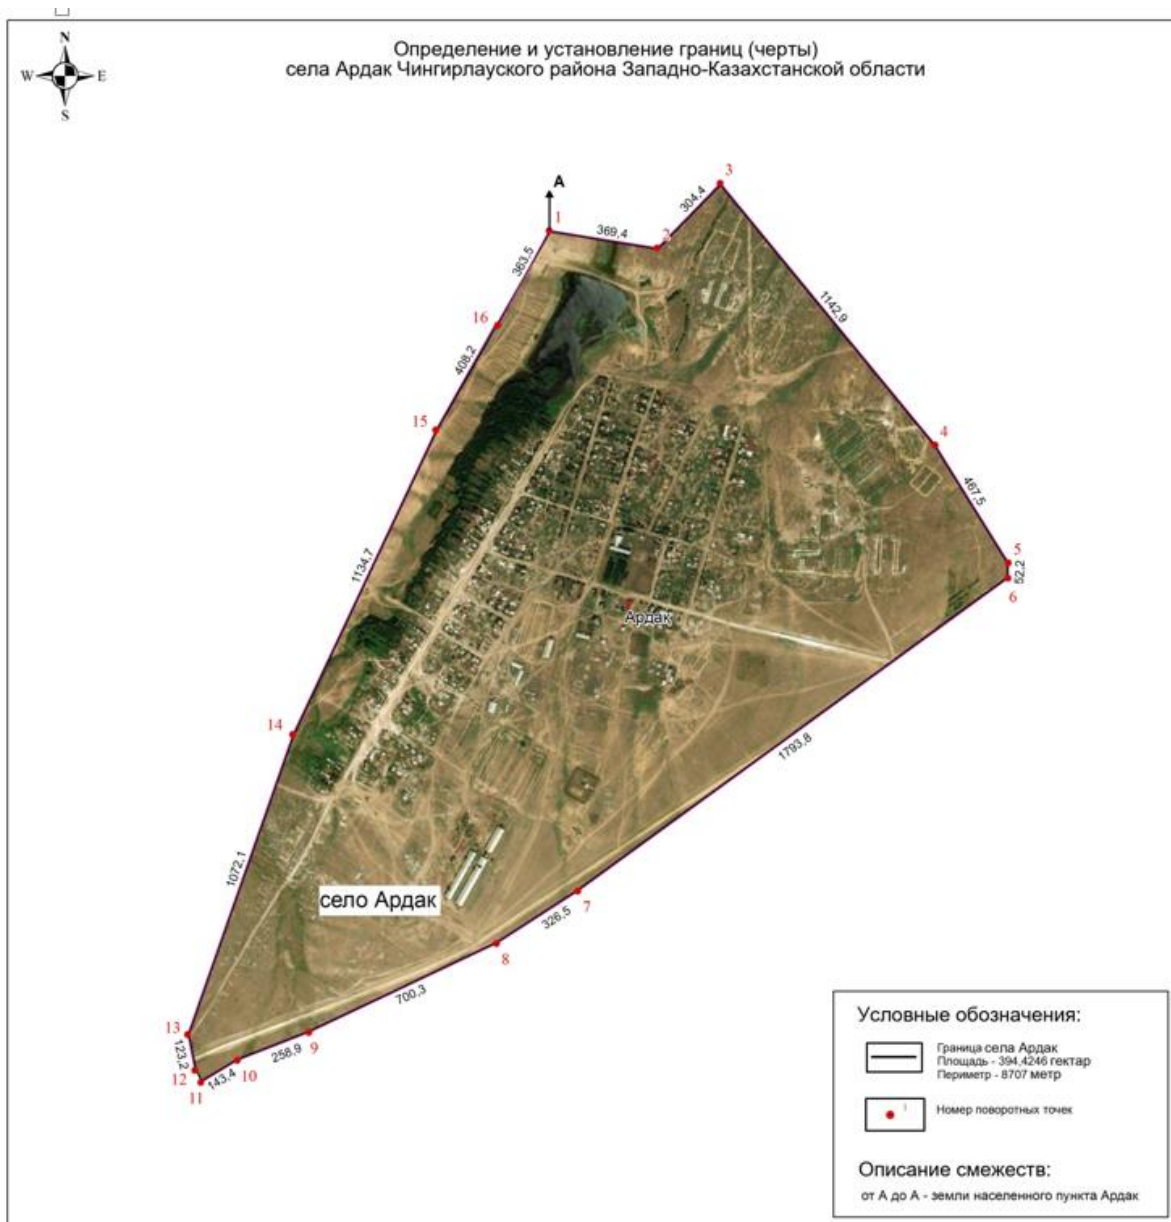 N
W E
S
Определение и установление границ (черты)
села Ардак Чингирлауского района Западно-Казахстанской области
A
1
2
3
4
5
6
7
8
9
10
11
12
13
14
15
16
369,4
304,4
1142,9
467,5
52,2
1793,8
326,5
700,3
258,9
143,4
123,2
1072,1
1134,7
408,2
363,5
Ардак
село Ардак
Условные обозначения:
Граница села Ардак
Площадь - 394,4246 гектар
Периметр - 8707 метр
1 Номер поворотных точек
Описание смежеств:
от А до А - земли населенного пункта Ардак